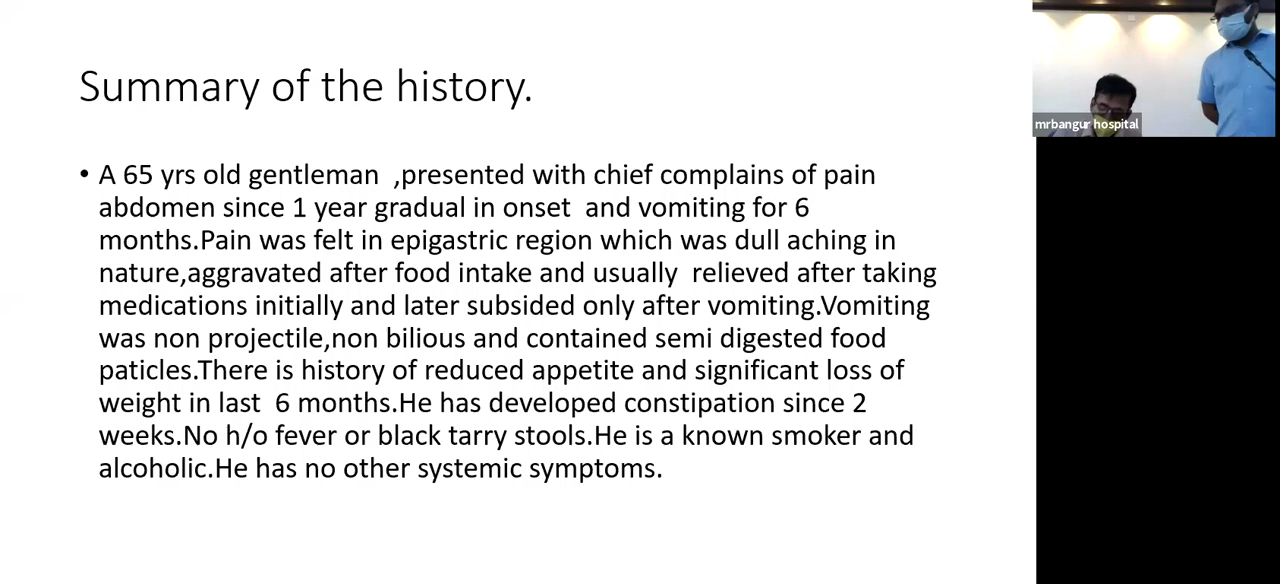 Summary of the history.
• A 65 yrs old gentleman ,presented with chief complains of pain
abdomen since 1 year gradual in onset and vomiting for 6
months.Pain was felt in epigastric region which was dull aching in
nature,aggravated after food intake and usually relieved after taking
medications initially and later subsided only after vomiting.Vomiting
was non projectile,non bilious and contained semi digested food
paticles.There is history of reduced appetite and significant loss of
weight in last 6 months.He has developed constipation since 2
weeks.No h/o fever or black tarry stools.He is a known smoker and
alcoholic.He has no other systemic symptoms.
mrbangur hospital